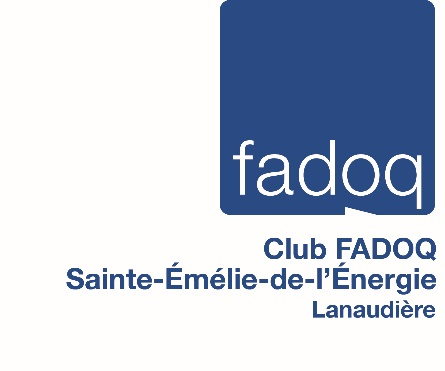 fadoq
Club FADOQ
Sainte-Émélie-de-l'Énergie
Lanaudière